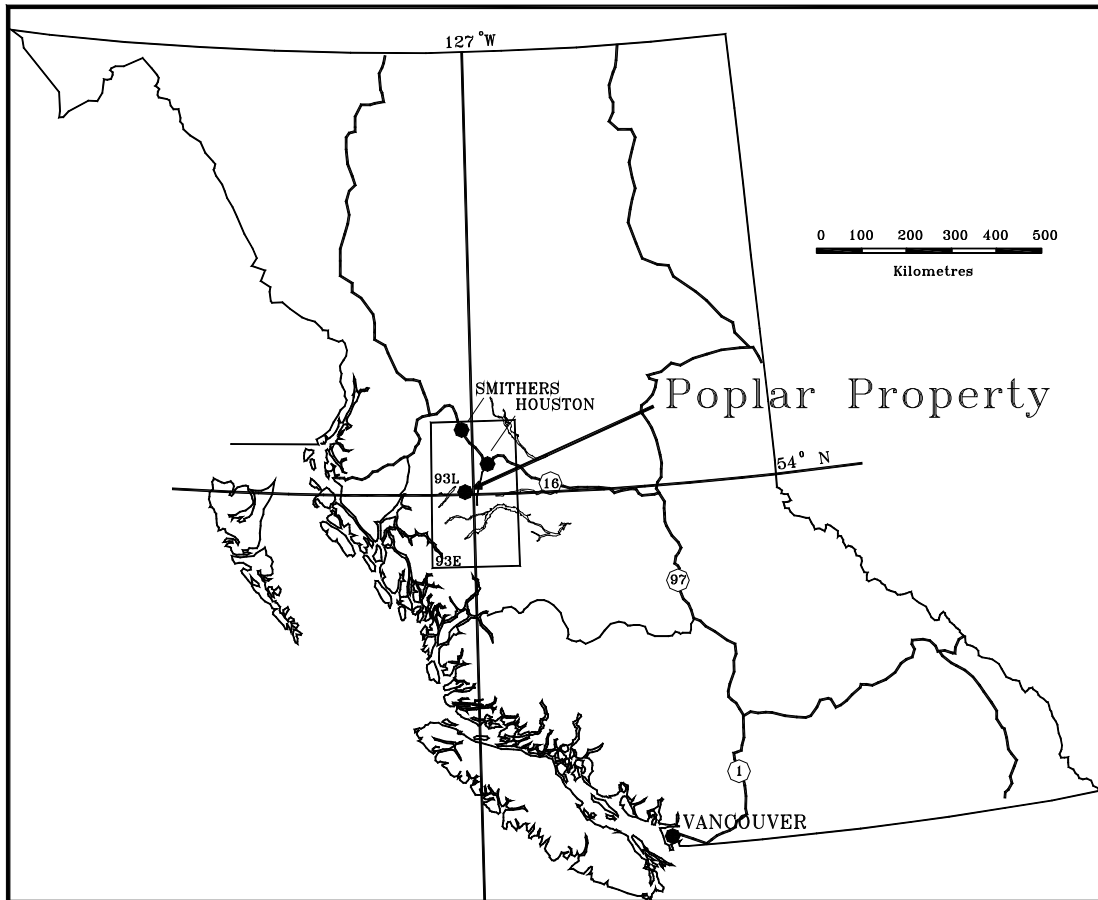 127°W
0 100 200 300 400 500
Kilometres
SMITHERS
HOUSTON
Poplar Property
54° N
93L
16
93E
97
1
VANCOUVER